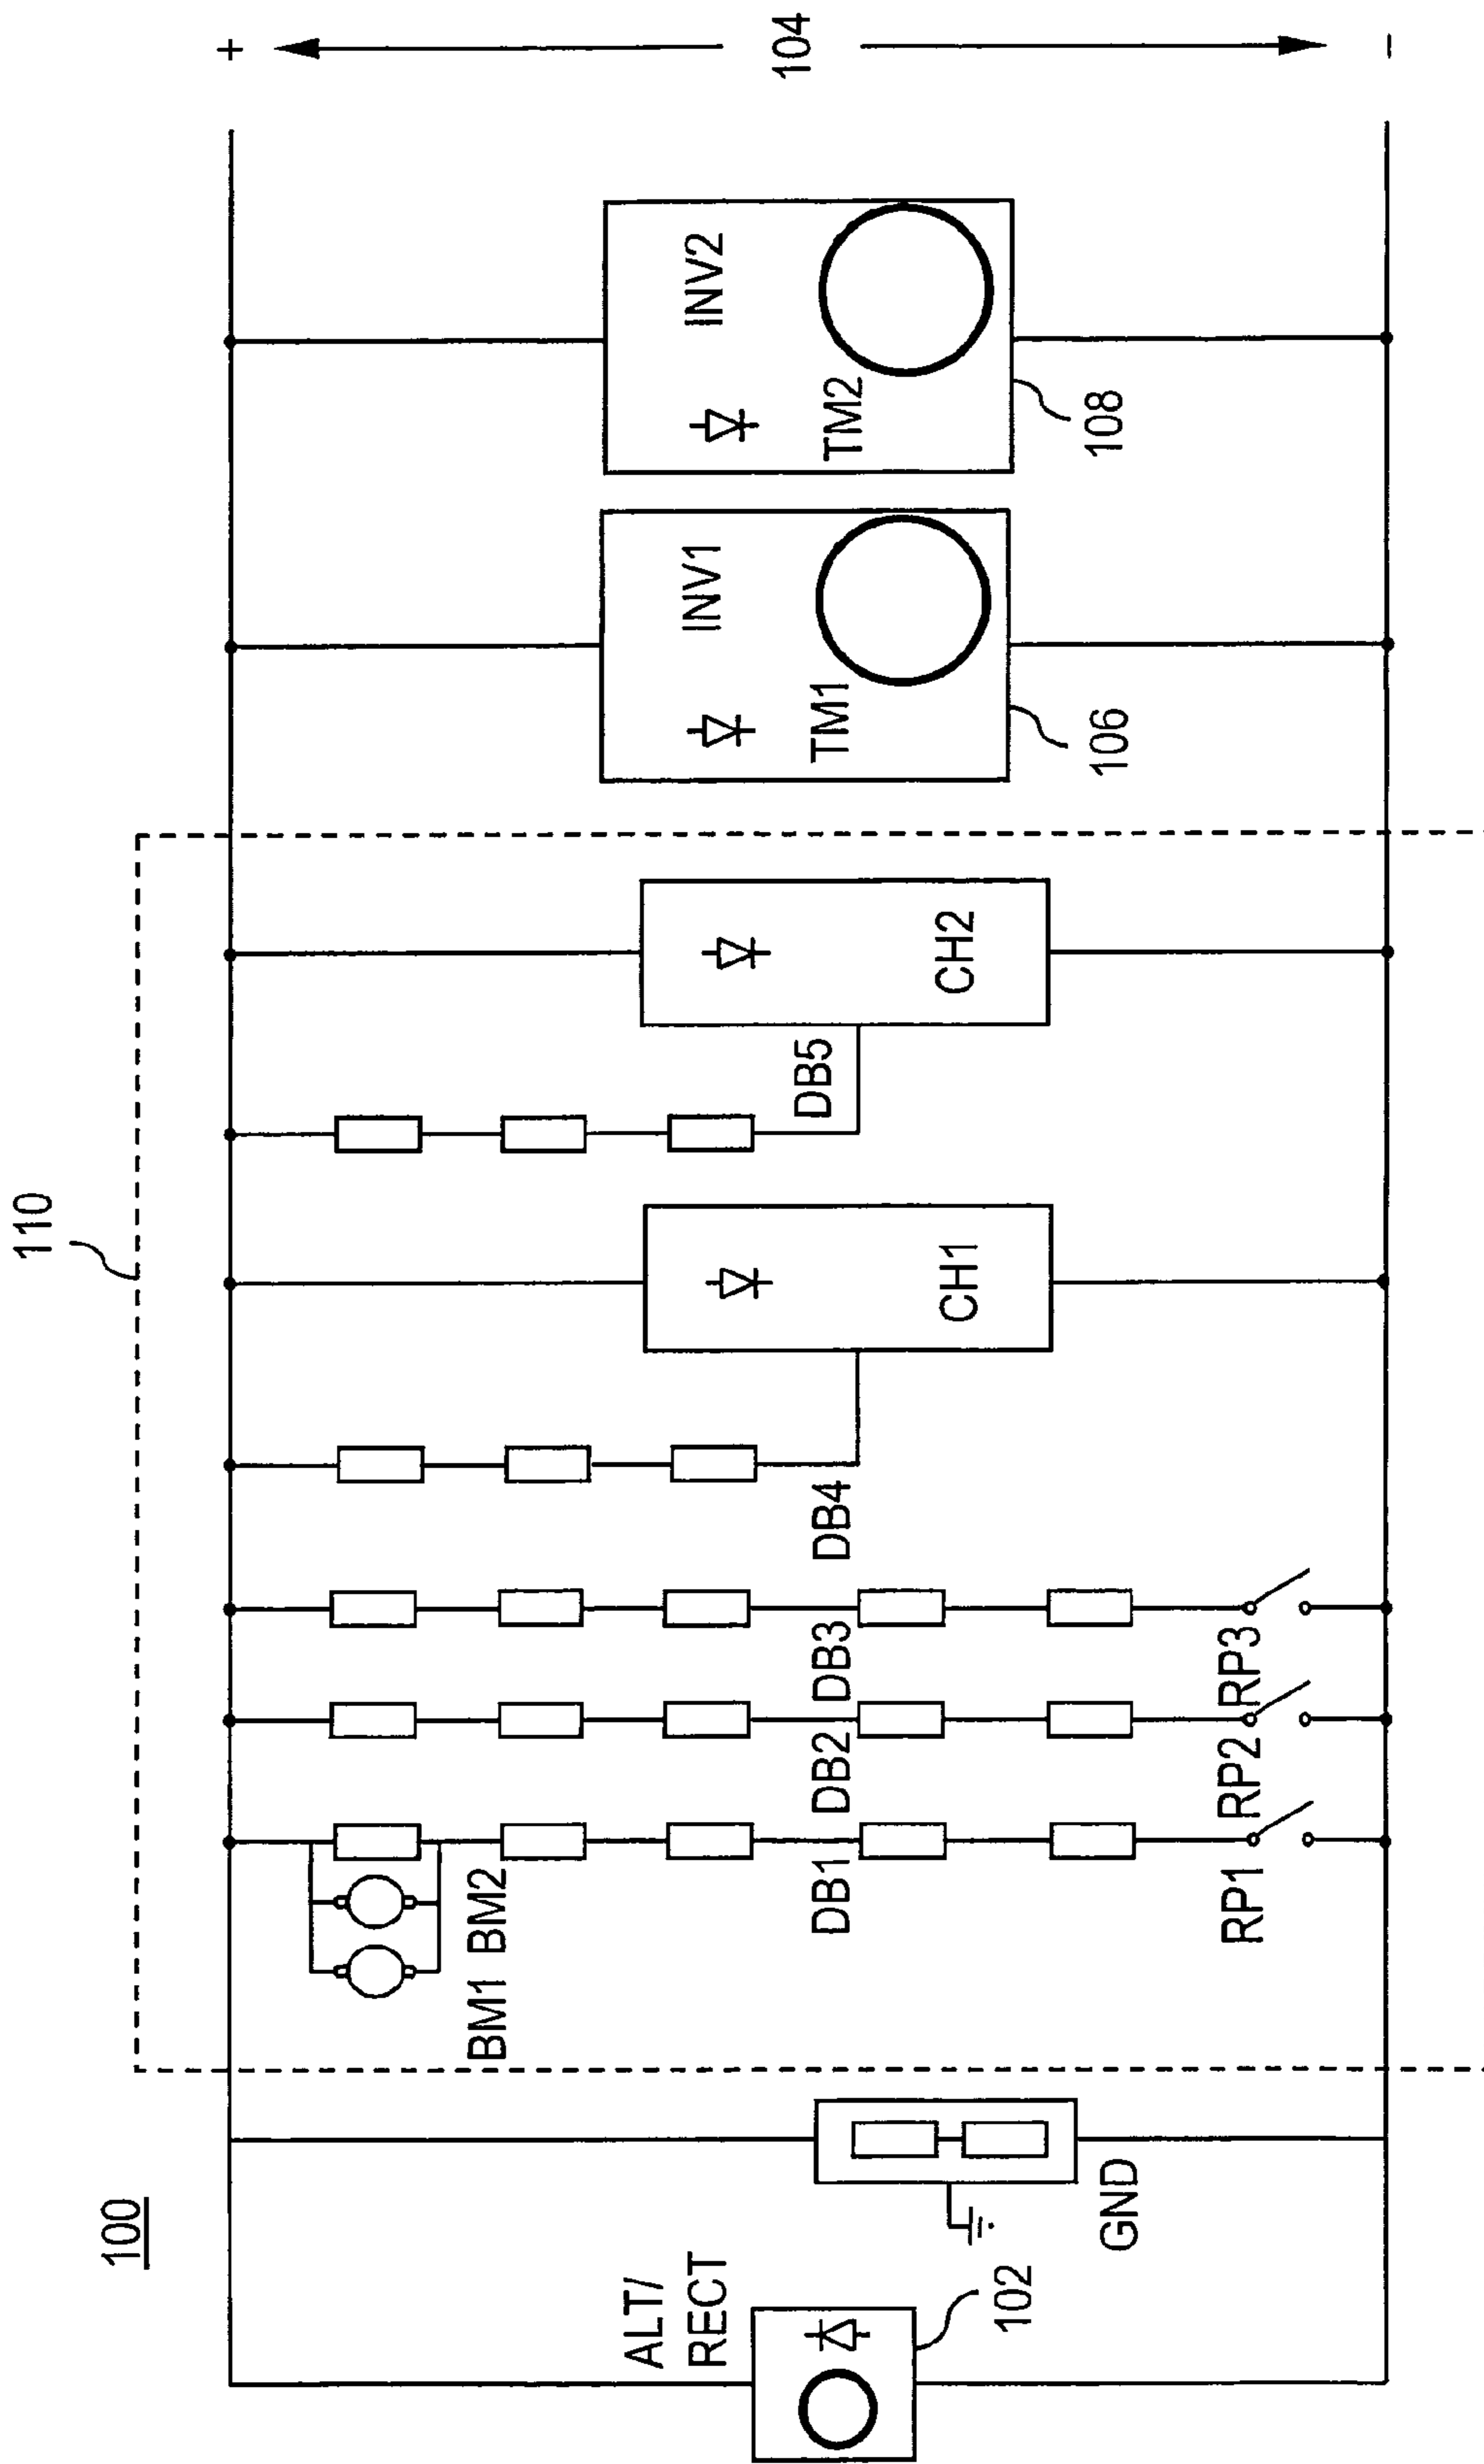 100
110
+
104
-
ALT/
RECT
102
GND
BM1 BM2
DB1
DB2
DB3
DB4
DB5
RP1
RP2
RP3
CH1
CH2
INV1
TM1
106
INV2
TM2
108